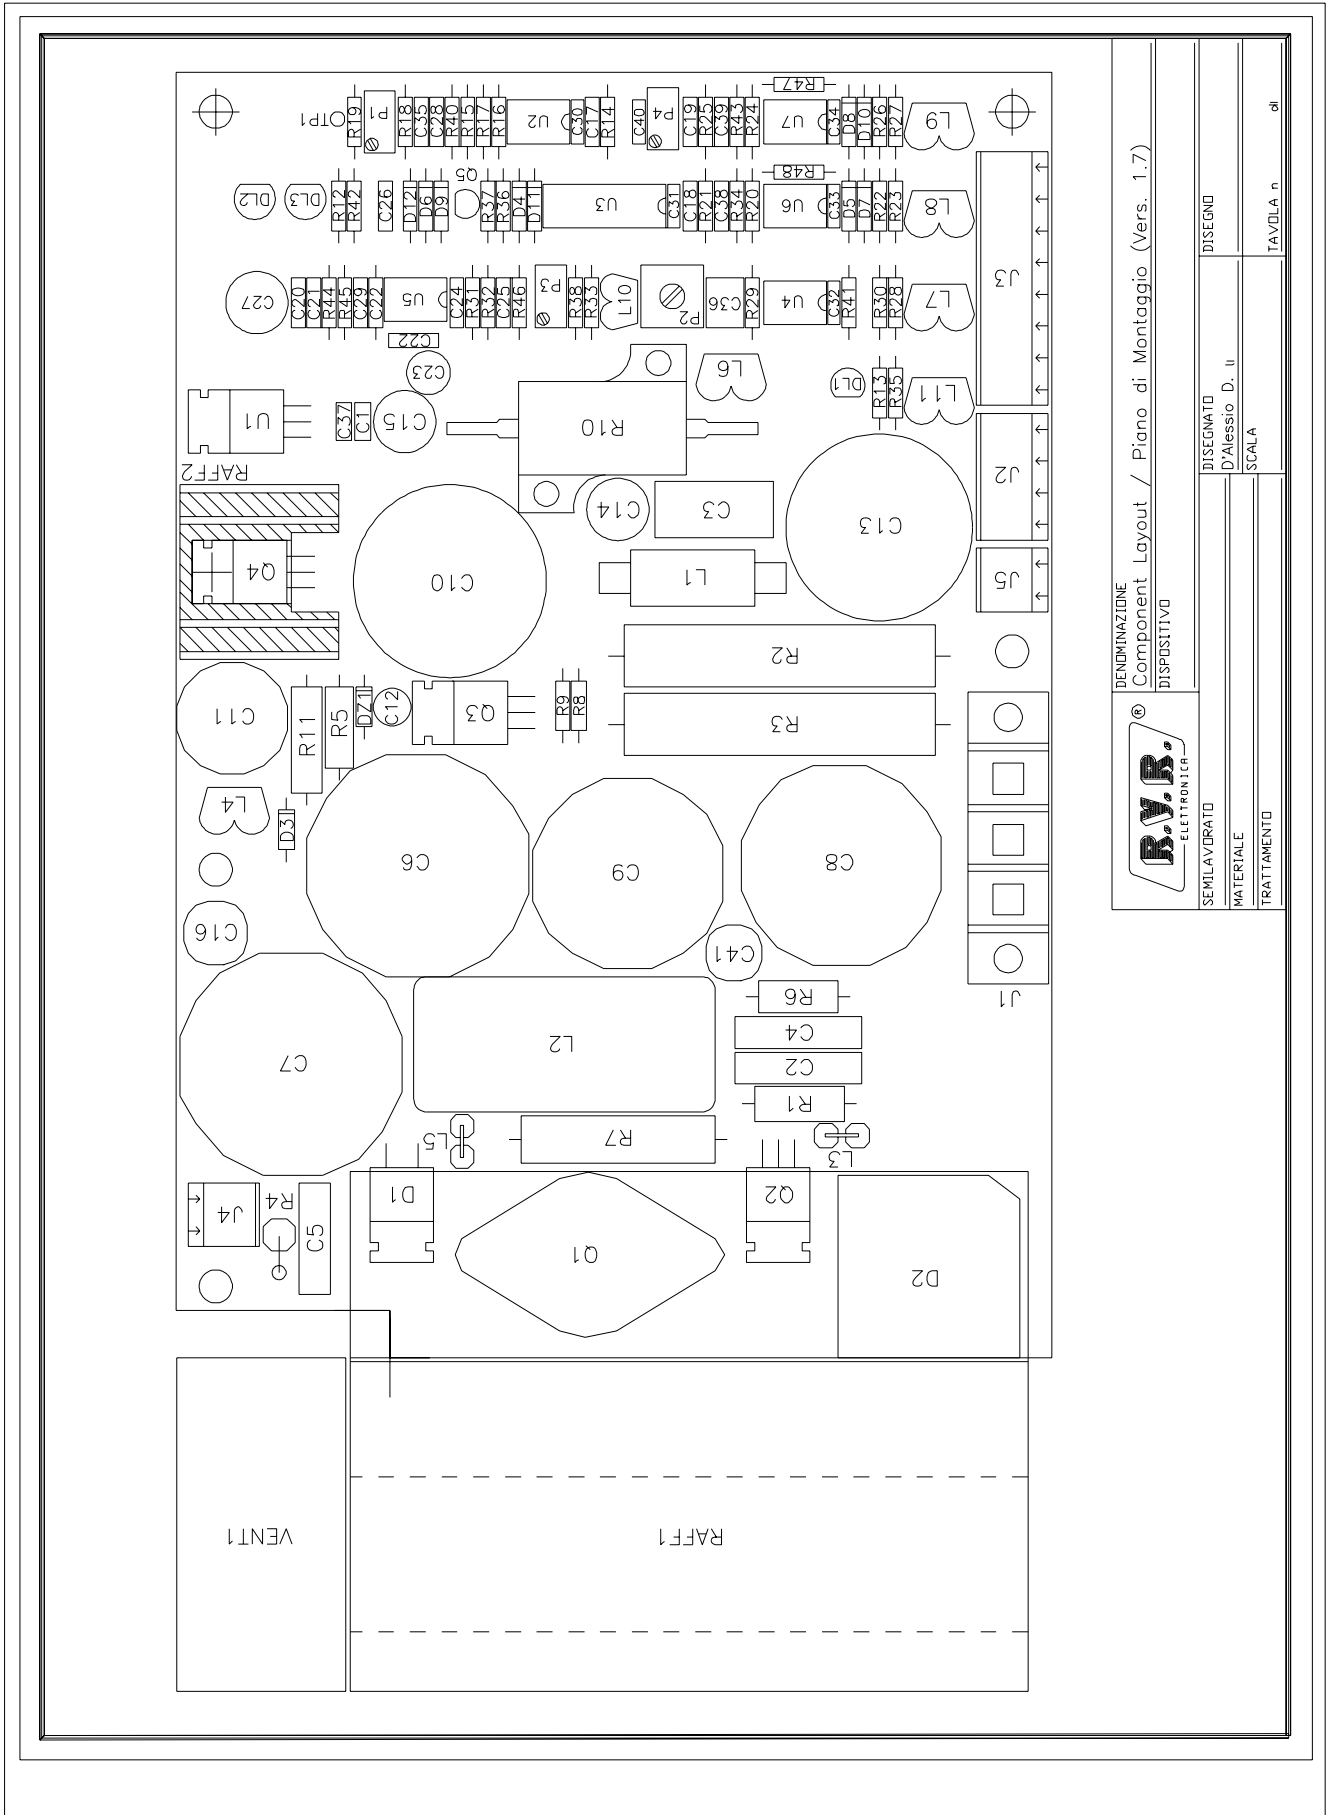 R47
TP1
R19
P1
R18
C35
C28
R40
R15
R17
R16
U2
C30
C17
R14
C40
P4
C19
R25
C39
R43
R24
U7
C34
D8
D10
R26
R27
L9
R48
Q5
DL2
DL3
R12
R42
C26
D12
D6
D9
R37
R36
D4
D11
U3
C31
C18
R21
C38
R34
R20
U6
C33
D5
D7
R22
R23
L8
J3
C27
C20
C21
R44
R45
C29
C22
U5
C24
R31
R32
C25
R46
P3
R38
R33
L10
P2
C36
R29
U4
C32
R41
R30
R28
L7
C22
C23
L6
DL1
R13
R35
L11
U1
C37
C1
C15
R10
J2
RAFF2
C14
C3
C13
Q4
C10
L1
J5
R2
C11
R11
R5
DZ1
C12
Q3
R9
R8
R3
L4
D3
C6
C9
C8
C16
C41
J1
R6
C7
L2
C4
C2
R1
L5
R7
L3
J4
R4
C5
D1
Q1
Q2
D2
VENT1
RAFF1
R.V.R.®
ELETTRONICA
DENOMINAZIONE
Component Layout / Piano di Montaggio (Vers. 1.7)
DISPOSITIVO
SEMILAVORATO
DISEGNATO
D'Alessio D. lì
DISEGNO
MATERIALE
SCALA
TRATTAMENTO
TAVOLA n di